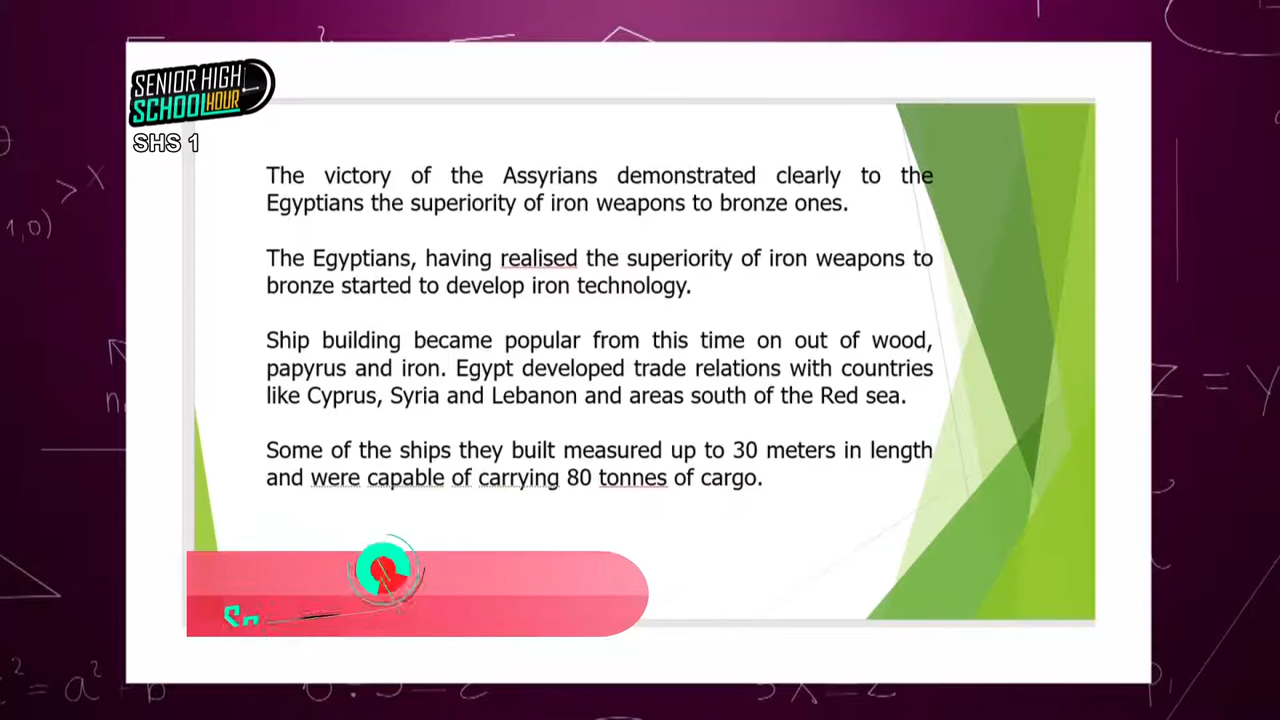 SENIOR HIGH
SCHOOL HOUR
SHS 1
The victory of the Assyrians demonstrated clearly to the
Egyptians the superiority of iron weapons to bronze ones.
The Egyptians, having realised the superiority of iron weapons to
bronze started to develop iron technology.
Ship building became popular from this time on out of wood,
papyrus and iron. Egypt developed trade relations with countries
like Cyprus, Syria and Lebanon and areas south of the Red sea.
Some of the ships they built measured up to 30 meters in length
and were capable of carrying 80 tonnes of cargo.